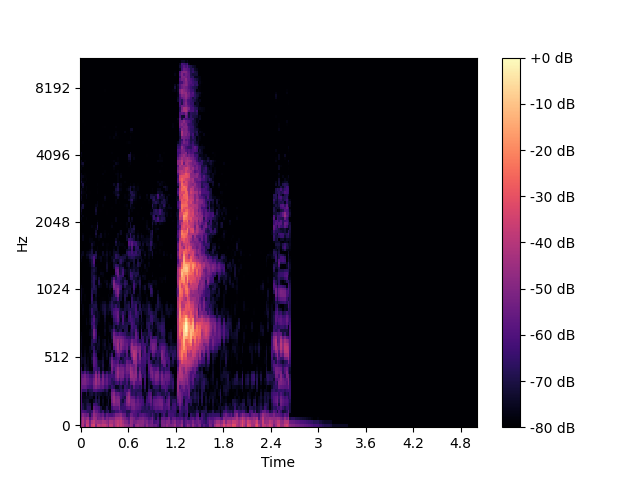 8192
4096
2048
1024
512
0
Hz
0 0.6 1.2 1.8 2.4 3 3.6 4.2 4.8
Time
+0 dB
-10 dB
-20 dB
-30 dB
-40 dB
-50 dB
-60 dB
-70 dB
-80 dB